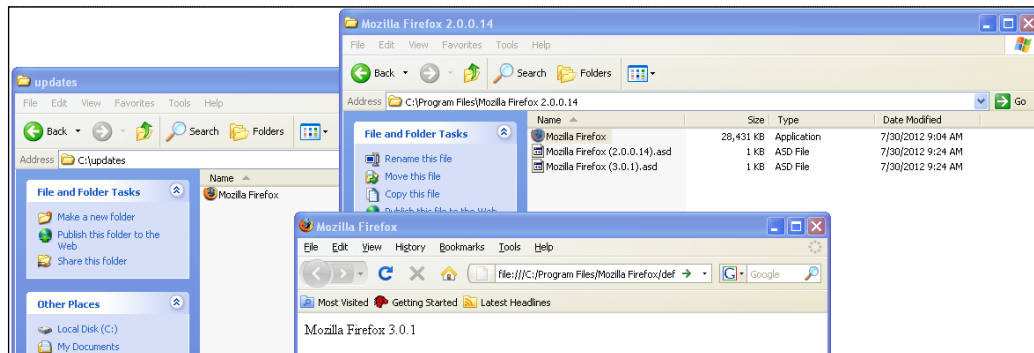 updates
File Edit View Favorites Tools Help
Back Search Folders
Address C:\updates
File and Folder Tasks
Make a new folder
Publish this folder to the
Web
Share this folder
Other Places
Local Disk (C:)
My Documents
Name
Mozilla Firefox
Mozilla Firefox 2.0.0.14
File Edit View Favorites Tools Help
Back Search Folders
Address C:\Program Files\Mozilla Firefox 2.0.0.14 Go
File and Folder Tasks
Rename this file
Move this file
Copy this file
Publish this file to the Web
Name Size Type Date Modified
Mozilla Firefox 28,431 KB Application 7/30/2012 9:04 AM
Mozilla Firefox (2.0.0.14).asd 1 KB ASD File 7/30/2012 9:24 AM
Mozilla Firefox (3.0.1).asd 1 KB ASD File 7/30/2012 9:24 AM
Mozilla Firefox
File Edit View History Bookmarks Tools Help
file:///C:/Program Files/Mozilla Firefox/def G Google
Most Visited Getting Started Latest Headlines
Mozilla Firefox 3.0.1